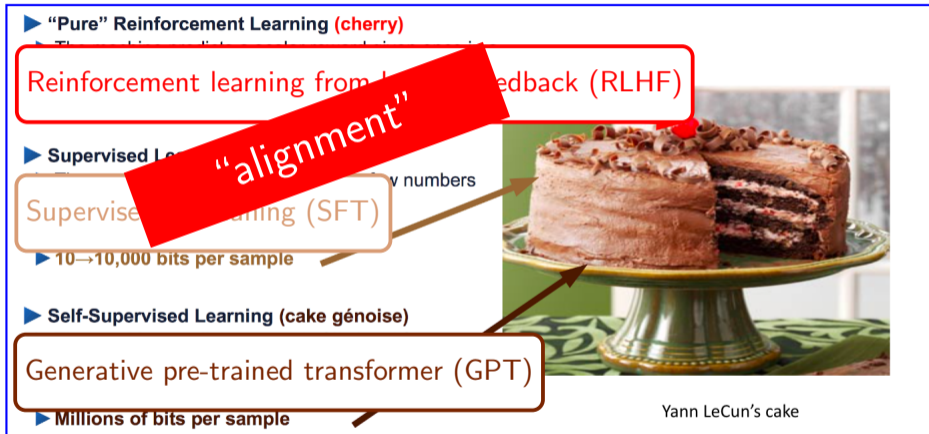 "Pure" Reinforcement Learning (cherry)
Reinforcement learning from edback (RLHF)
"alignment"
Supervised
numbers
Supervise ning (SFT)
10→10,000 bits per sample
Self-Supervised Learning (cake génoise)
Generative pre-trained transformer (GPT)
Millions of bits per sample
Yann LeCun's cake